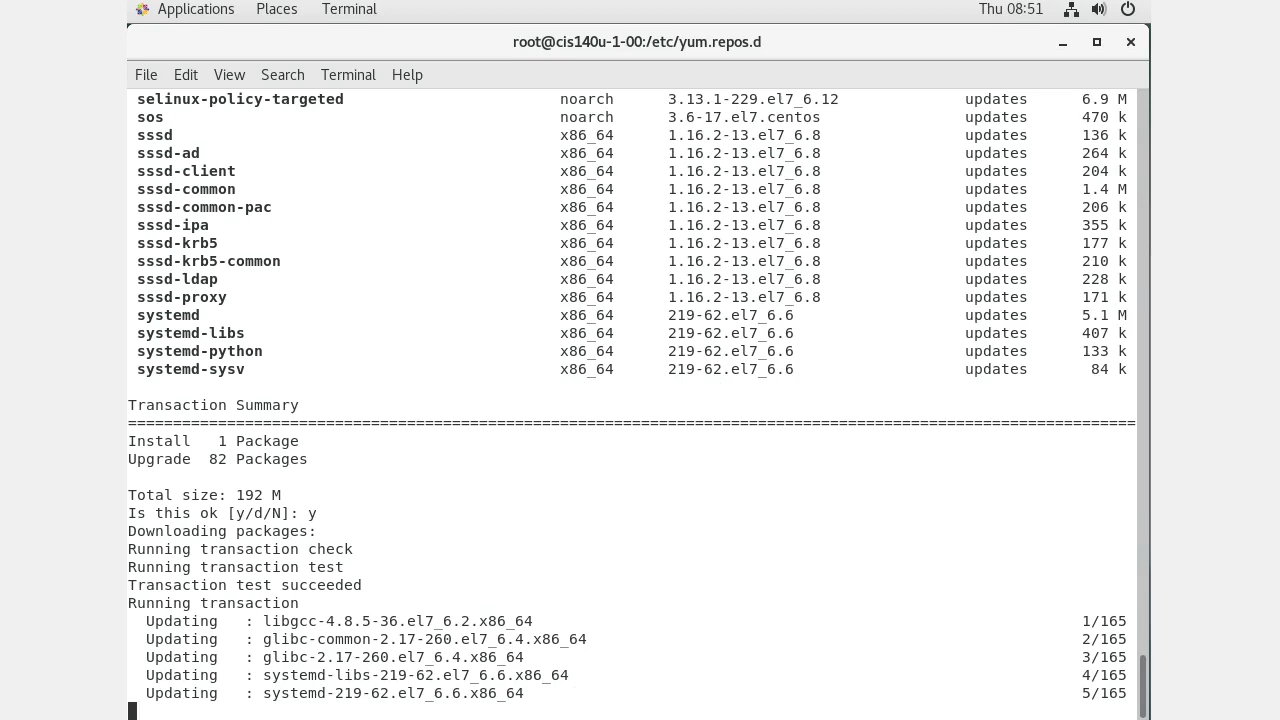 Applications Places Terminal Thu 08:51
root@cis140u-1-00:/etc/yum.repos.d
File Edit View Search Terminal Help
selinux-policy-targeted noarch 3.13.1-229.el7_6.12 updates 6.9 M
sos noarch 3.6-17.el7.centos updates 470 k
sssd x86_64 1.16.2-13.el7_6.8 updates 136 k
sssd-ad x86_64 1.16.2-13.el7_6.8 updates 264 k
sssd-client x86_64 1.16.2-13.el7_6.8 updates 204 k
sssd-common x86_64 1.16.2-13.el7_6.8 updates 1.4 M
sssd-common-pac x86_64 1.16.2-13.el7_6.8 updates 206 k
sssd-ipa x86_64 1.16.2-13.el7_6.8 updates 355 k
sssd-krb5 x86_64 1.16.2-13.el7_6.8 updates 177 k
sssd-krb5-common x86_64 1.16.2-13.el7_6.8 updates 210 k
sssd-ldap x86_64 1.16.2-13.el7_6.8 updates 228 k
sssd-proxy x86_64 1.16.2-13.el7_6.8 updates 171 k
systemd x86_64 219-62.el7_6.6 updates 5.1 M
systemd-libs x86_64 219-62.el7_6.6 updates 407 k
systemd-python x86_64 219-62.el7_6.6 updates 133 k
systemd-sysv x86_64 219-62.el7_6.6 updates 84 k
Transaction Summary
================================================================================================================
Install 1 Package
Upgrade 82 Packages
Total size: 192 M
Is this ok [y/d/N]: y
Downloading packages:
Running transaction check
Running transaction test
Transaction test succeeded
Running transaction
Updating : libgcc-4.8.5-36.el7_6.2.x86_64 1/165
Updating : glibc-common-2.17-260.el7_6.4.x86_64 2/165
Updating : glibc-2.17-260.el7_6.4.x86_64 3/165
Updating : systemd-libs-219-62.el7_6.6.x86_64 4/165
Updating : systemd-219-62.el7_6.6.x86_64 5/165